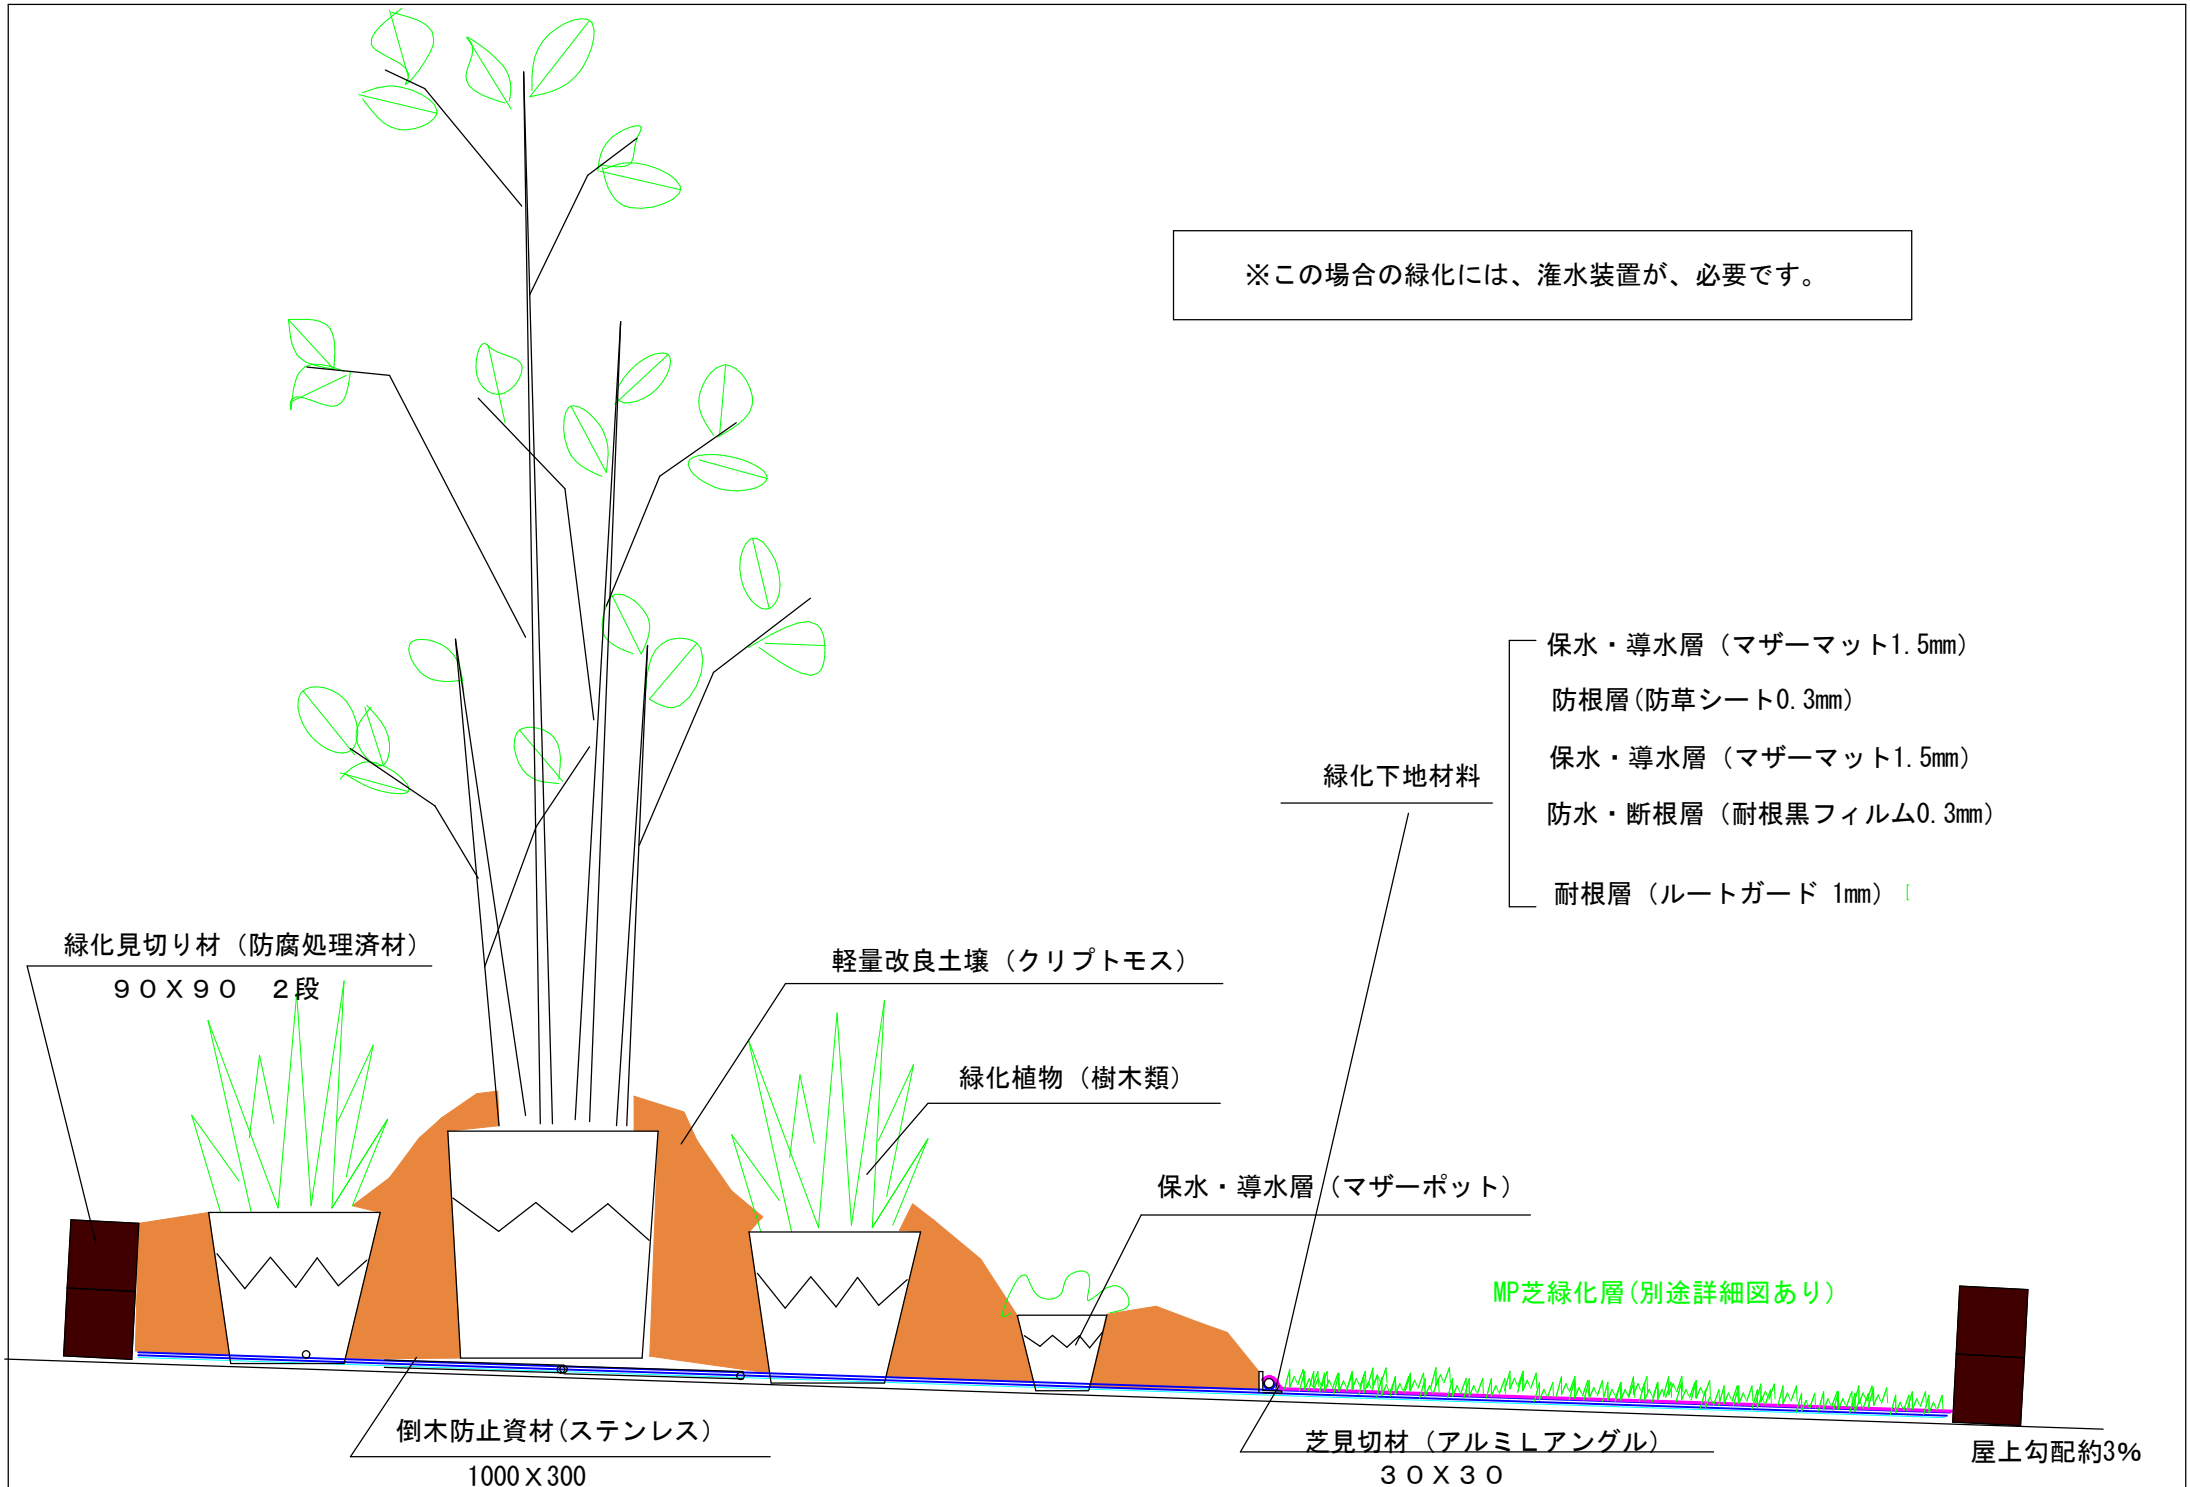 ※この場合の緑化には、潅水装置が、必要です。
保水・導水層（マザーマット1.5mm）
防根層(防草シート0.3mm)
保水・導水層（マザーマット1.5mm）
緑化下地材料
防水・断根層（耐根黒フィルム0.3mm）
耐根層（ルートガード 1mm）
緑化見切り材（防腐処理済材）
９０Ｘ９０　２段
軽量改良土壌（クリプトモス）
緑化植物（樹木類）
保水・導水層（マザーポット）
MP芝緑化層(別途詳細図あり)
倒木防止資材(ステンレス)
1000Ｘ300
芝見切材（アルミＬアングル）
３０Ｘ３０
屋上勾配約3%